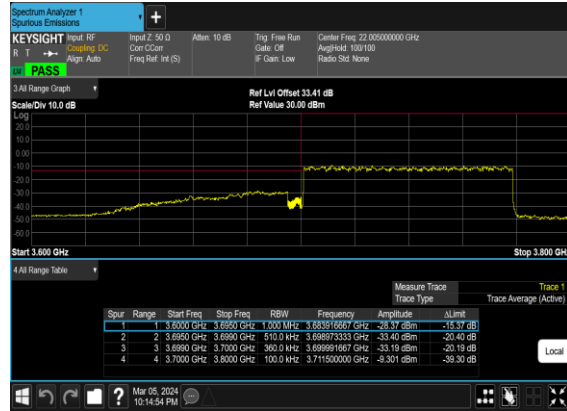 Spectrum Analyzer 1
Spurious Emissions
KEYSIGHT Input: RF Input Z: 50 Ω Atten: 10 dB Trig: Free Run Center Freq: 22.005000000 GHz
R T Coupling: DC Corr CCorr Gate: Off Avg|Hold: 100/100
Align: Auto Freq Ref: Int (S) IF Gain: Low Radio Std: None
PASS
3 All Range Graph
Ref Lvl Offset 33.41 dB
Scale/Div 10.0 dB Ref Value 30.00 dBm
Log
20.0
10.0
0.00
-10.0
-20.0
-30.0
-40.0
-50.0
-60.0
Start 3.600 GHz Stop 3.800 GH
4 All Range Table
Measure Trace Trace 1
Trace Type Trace Average (Active)
Spur Range Start Freq Stop Freq RBW Frequency Amplitude ΔLimit
1 1 3.6000 GHz 3.6950 GHz 1.000 MHz 3.683916667 GHz -28.37 dBm -15.37 dB
2 2 3.6950 GHz 3.6990 GHz 510.0 kHz 3.698973333 GHz -33.40 dBm -20.40 dB
3 3 3.6990 GHz 3.7000 GHz 360.0 kHz 3.699991667 GHz -33.19 dBm -20.19 dB
4 4 3.7000 GHz 3.8000 GHz 100.0 kHz 3.711500000 GHz -9.301 dBm -39.30 dB
Local
? Mar 05, 2024
10:14:54 PM